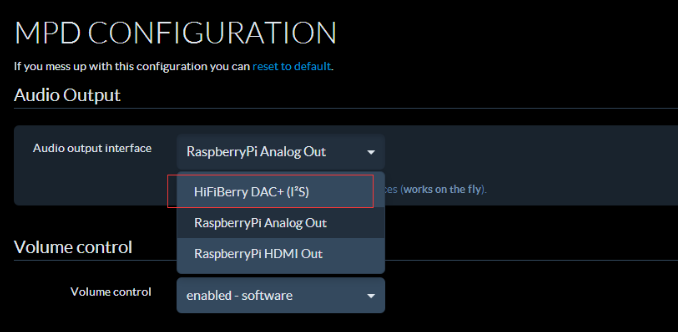 MPD CONFIGURATION
If you mess up with this configuration you can reset to default.
Audio Output
Audio output interface
RaspberryPi Analog Out
HiFiBerry DAC+ (I²S)
(works on the fly).
RaspberryPi Analog Out
RaspberryPi HDMI Out
Volume control
Volume control
enabled - software